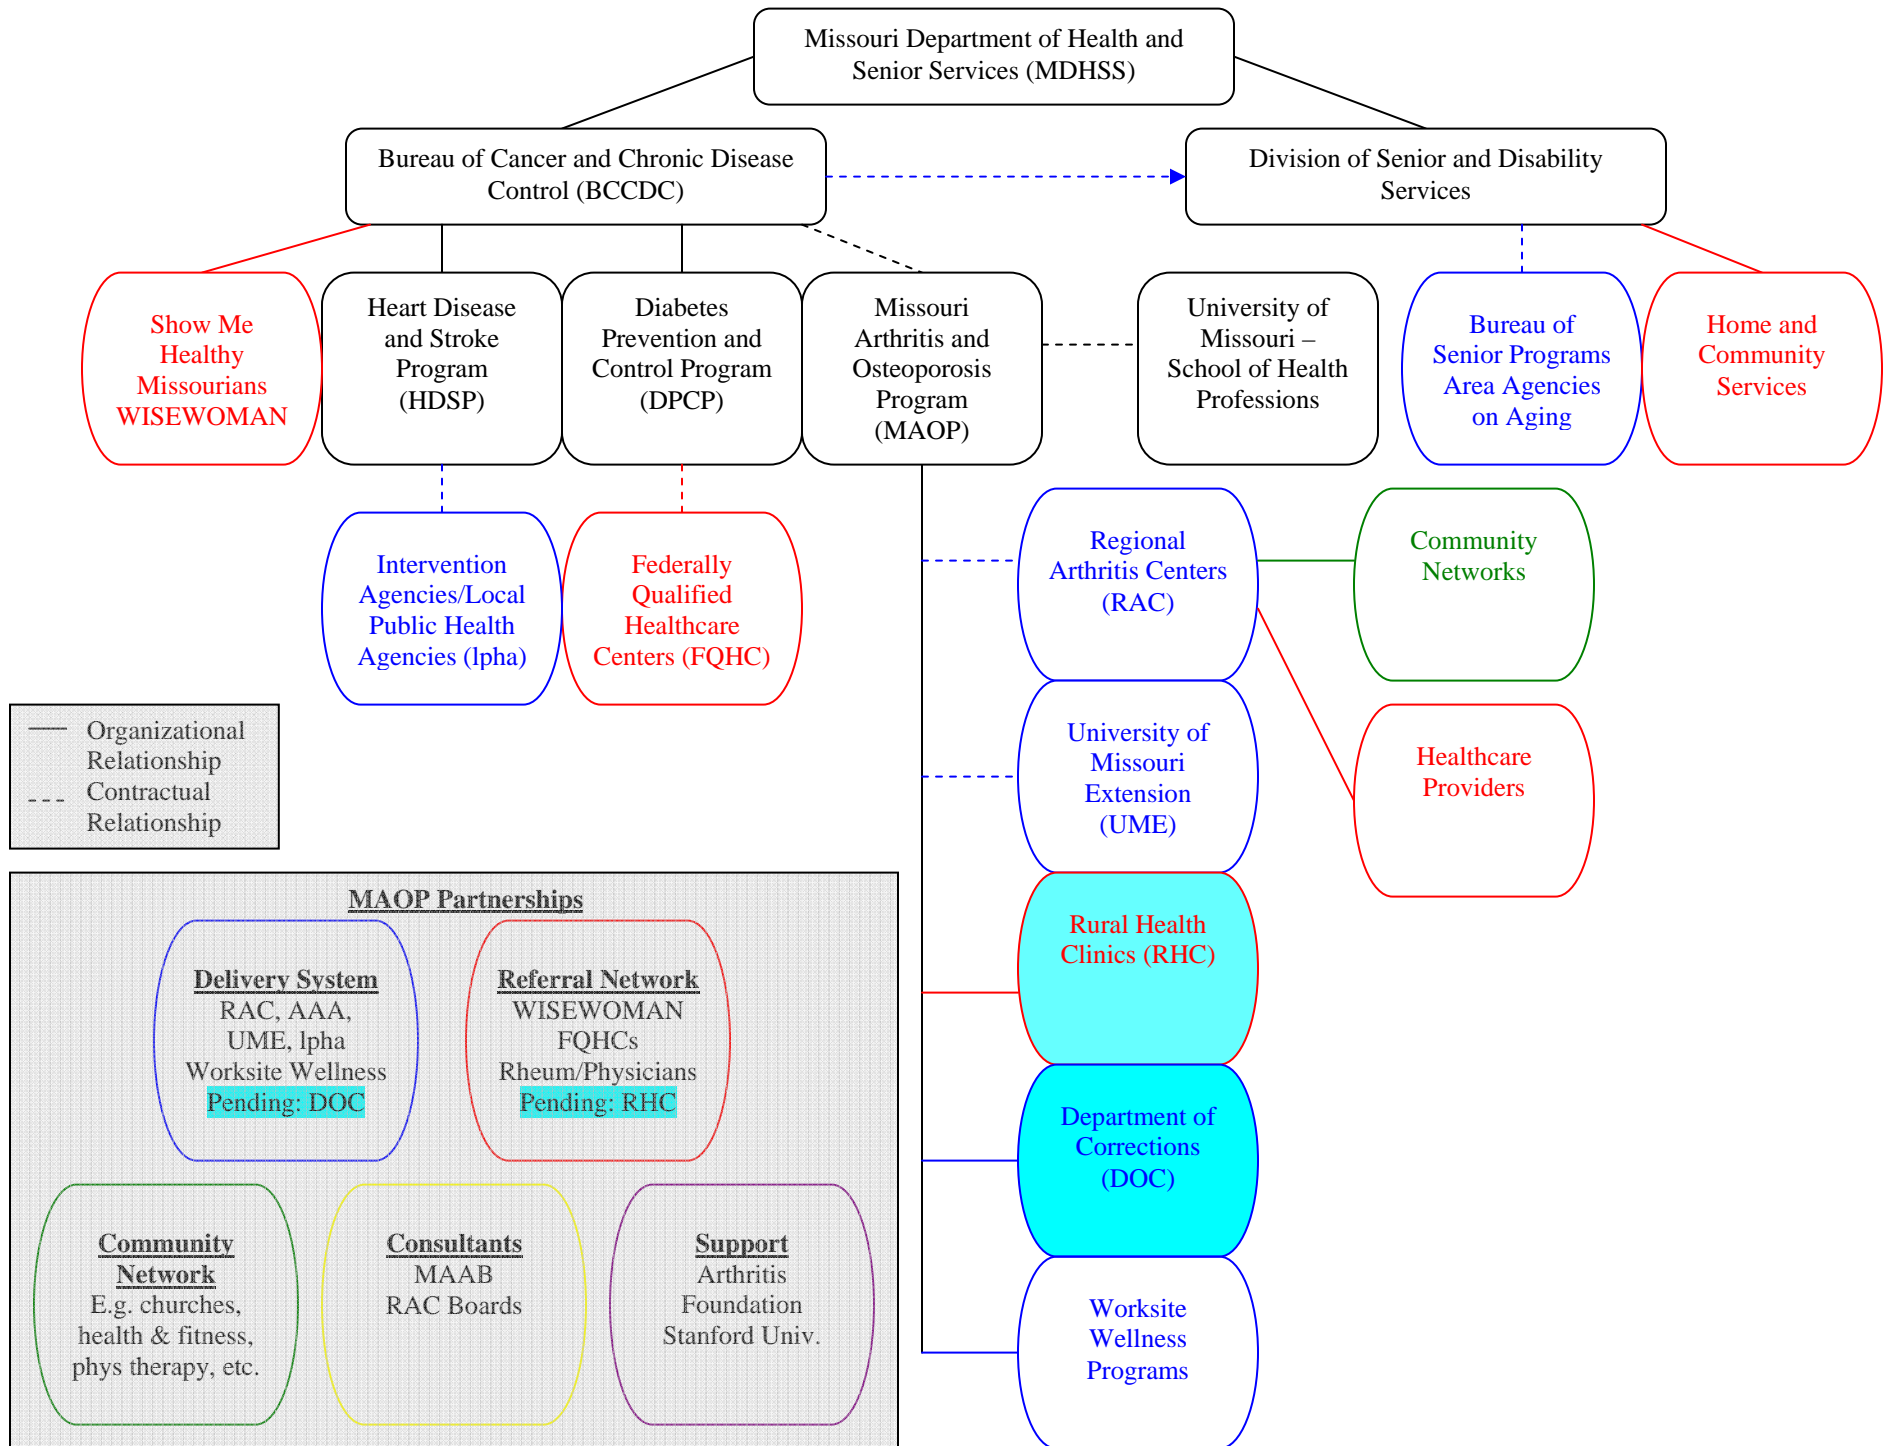 Missouri Department of Health and
Senior Services (MDHSS)
Bureau of Cancer and Chronic Disease
Control (BCCDC)
Division of Senior and Disability
Services
Show Me
Healthy
Missourians
WISEWOMAN
Heart Disease
and Stroke
Program
(HDSP)
Diabetes
Prevention and
Control Program
(DPCP)
Missouri
Arthritis and
Osteoporosis
Program
(MAOP)
University of
Missouri –
School of Health
Professions
Bureau of
Senior Programs
Area Agencies
on Aging
Home and
Community
Services
Intervention
Agencies/Local
Public Health
Agencies (lpha)
Federally
Qualified
Healthcare
Centers (FQHC)
Regional
Arthritis Centers
(RAC)
Community
Networks
University of
Missouri
Extension
(UME)
Healthcare
Providers
Rural Health
Clinics (RHC)
Department of
Corrections
(DOC)
Worksite
Wellness
Programs
Organizational
Relationship
Contractual
Relationship
MAOP Partnerships
Delivery System
RAC, AAA,
UME, lpha
Worksite Wellness
Pending: DOC
Referral Network
WISEWOMAN
FQHCs
Rheum/Physicians
Pending: RHC
Community
Network
E.g. churches,
health & fitness,
phys therapy, etc.
Consultants
MAAB
RAC Boards
Support
Arthritis
Foundation
Stanford Univ.